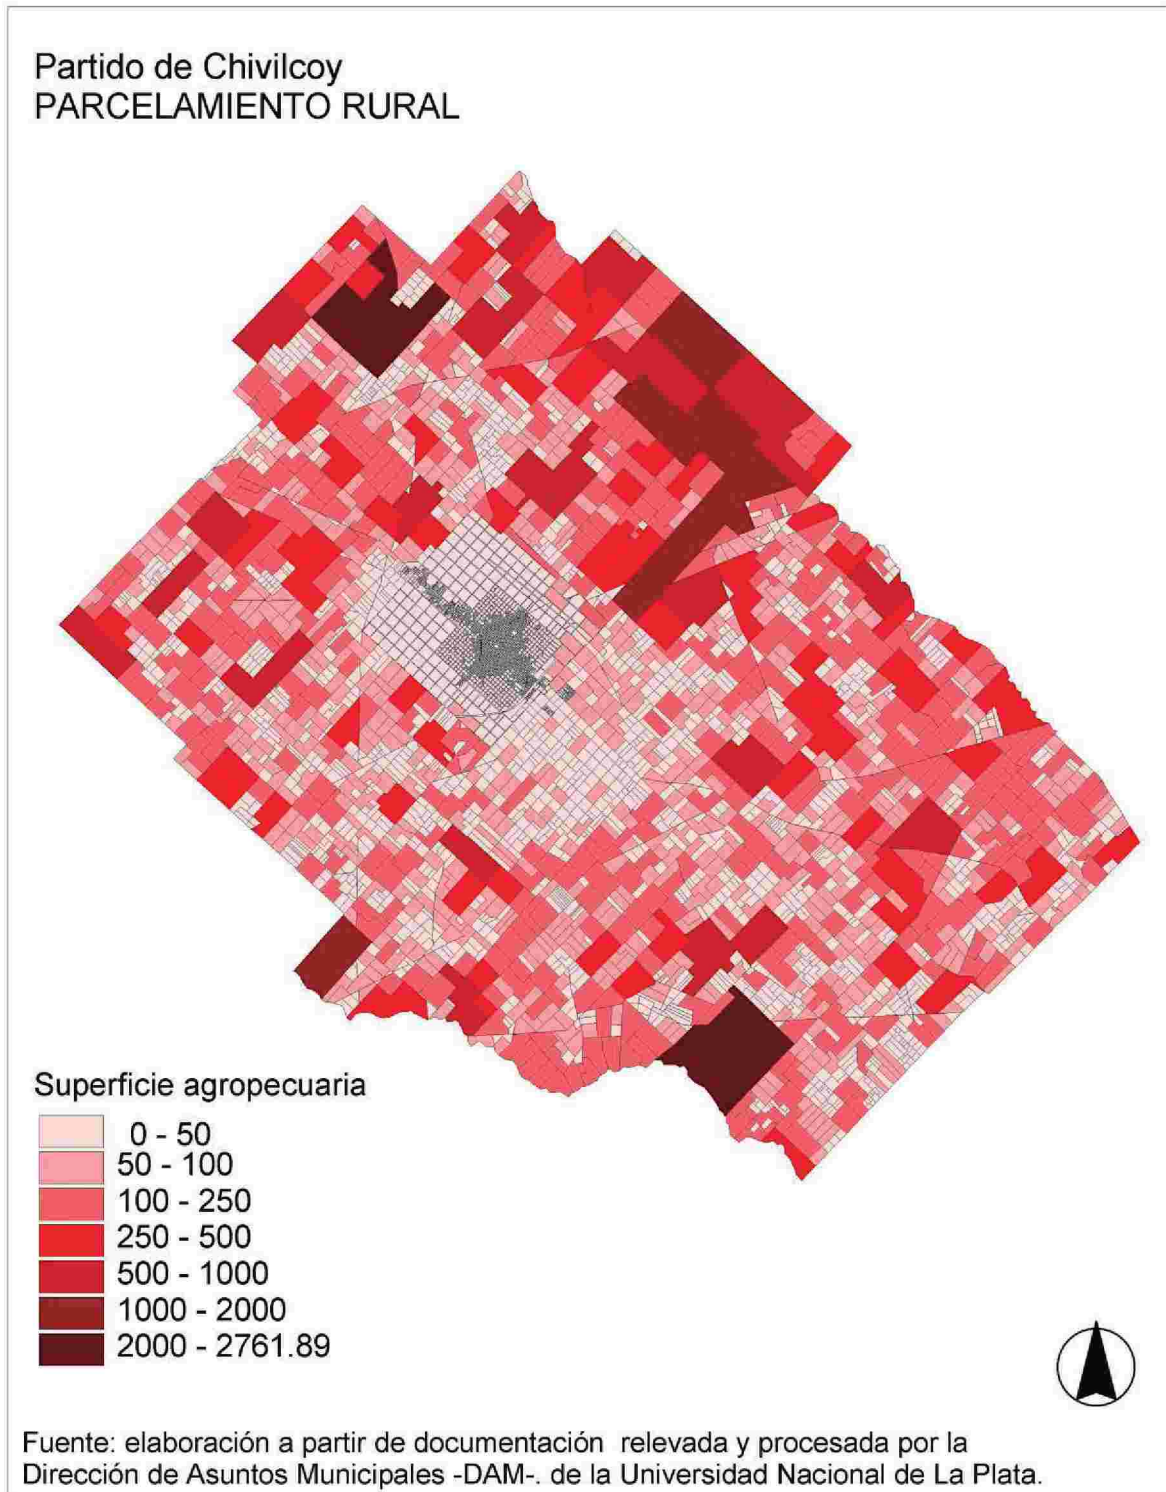 Partido de Chivilcoy
PARCELAMIENTO RURAL
Superficie agropecuaria
0 - 50
50 - 100
100 - 250
250 - 500
500 - 1000
1000 - 2000
2000 - 2761.89
Fuente: elaboración a partir de documentación relevada y procesada por la
Dirección de Asuntos Municipales -DAM-. de la Universidad Nacional de La Plata.